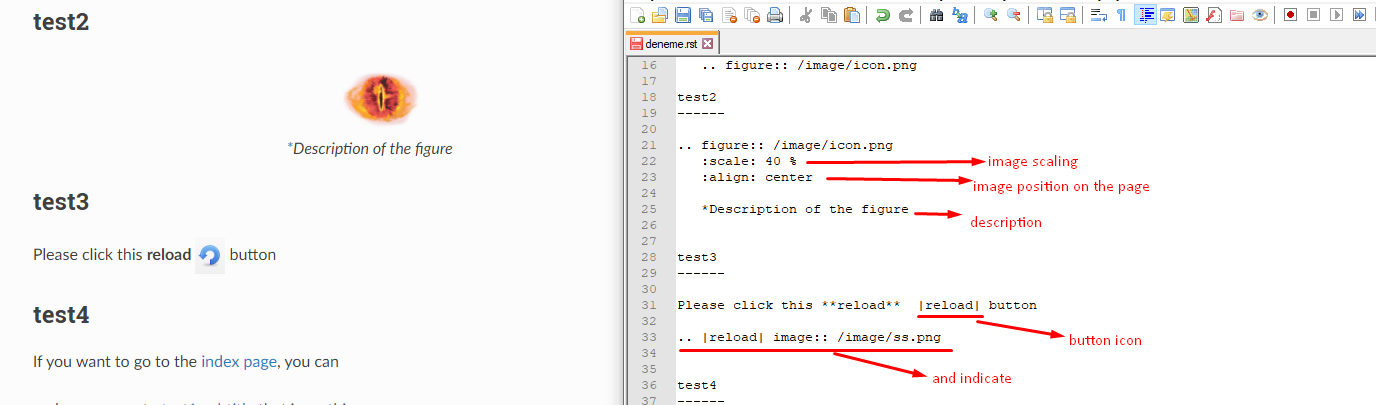 test2
*Description of the figure
test3
Please click this reload button
test4
If you want to go to the index page, you can
deneme.rst
16 .. figure:: /image/icon.png
17
18 test2
19 ------
20
21 .. figure:: /image/icon.png
22 :scale: 40 % image scaling
23 :align: center image position on the page
24
25 *Description of the figure description
26
27
28 test3
29 ------
30
31 Please click this **reload** |reload| button
32 button icon
33 .. |reload| image:: /image/ss.png
34
35 and indicate
36 test4
37 ------